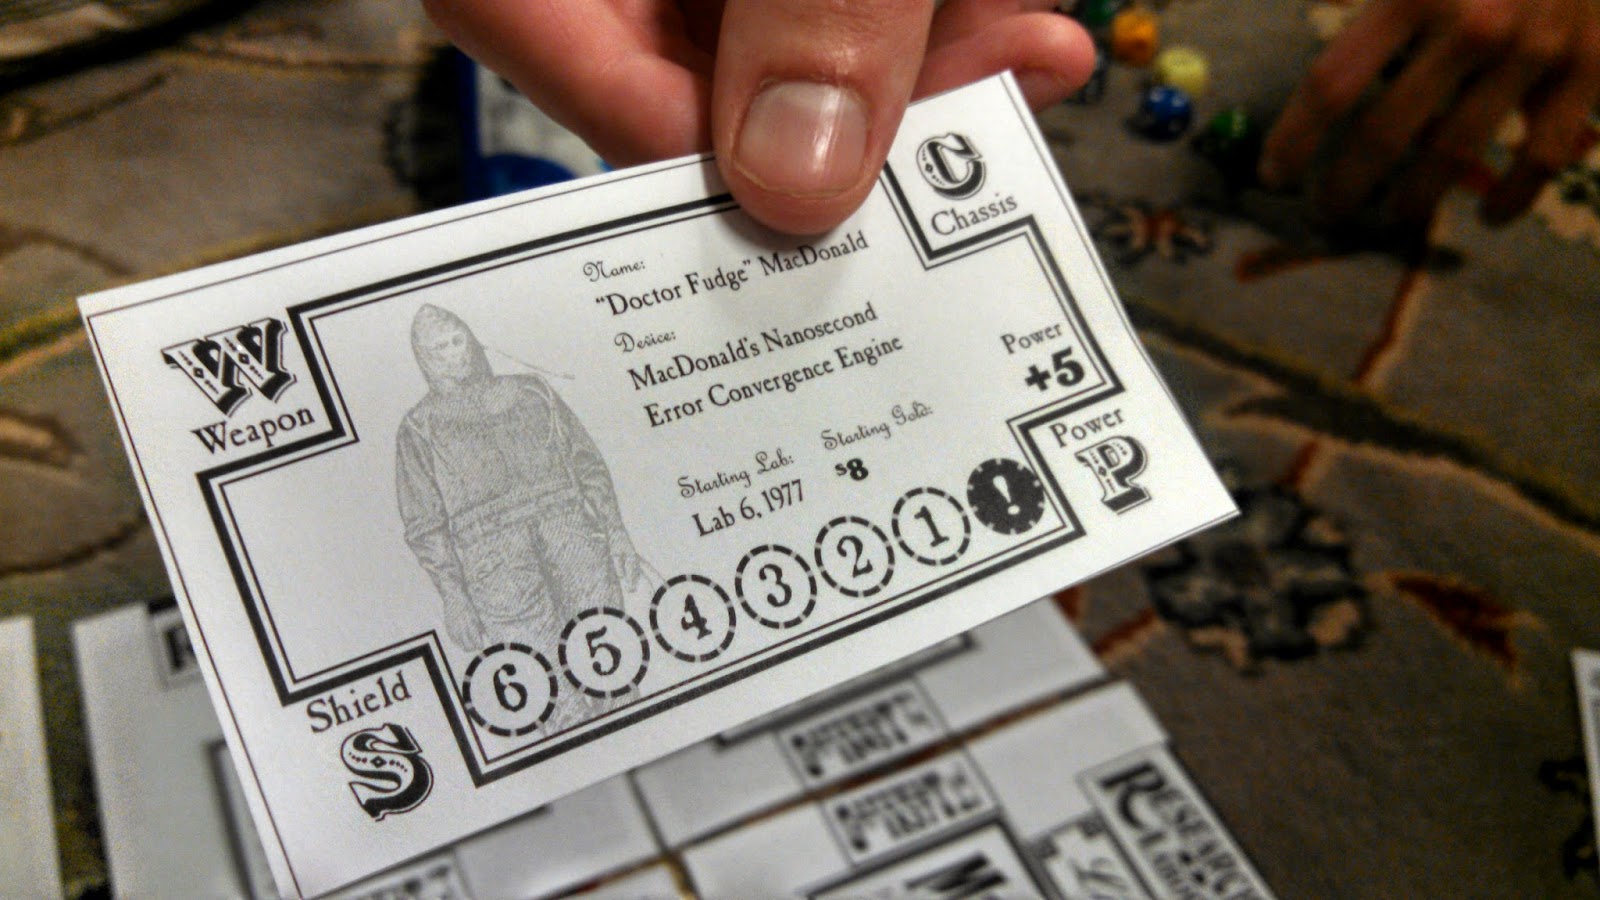 C
Chassis
W
Weapon
Name:
"Doctor Fudge" MacDonald
Device:
MacDonald's Nanosecond
Error Convergence Engine
Power
+5
Starting Lab:
Lab 6, 1977
Starting Gold:
$8
Power
P
6 5 4 3 2 1 !
Shield
S
RESEARCH